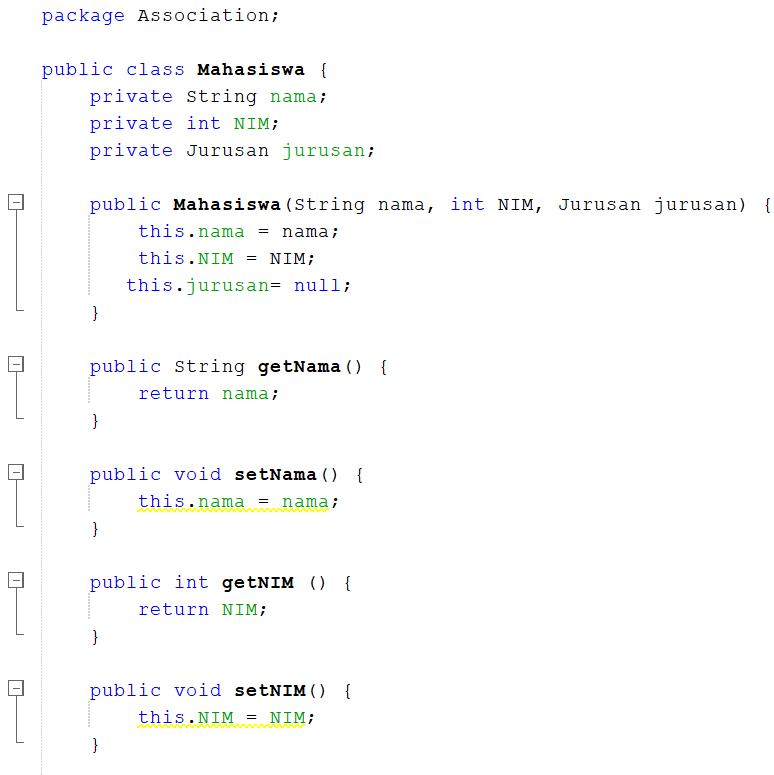 package Association;
public class Mahasiswa {
private String nama;
private int NIM;
private Jurusan jurusan;
public Mahasiswa(String nama, int NIM, Jurusan jurusan) {
this.nama = nama;
this.NIM = NIM;
this.jurusan= null;
}
public String getNama() {
return nama;
}
public void setNama() {
this.nama = nama;
}
public int getNIM () {
return NIM;
}
public void setNIM() {
this.NIM = NIM;
}